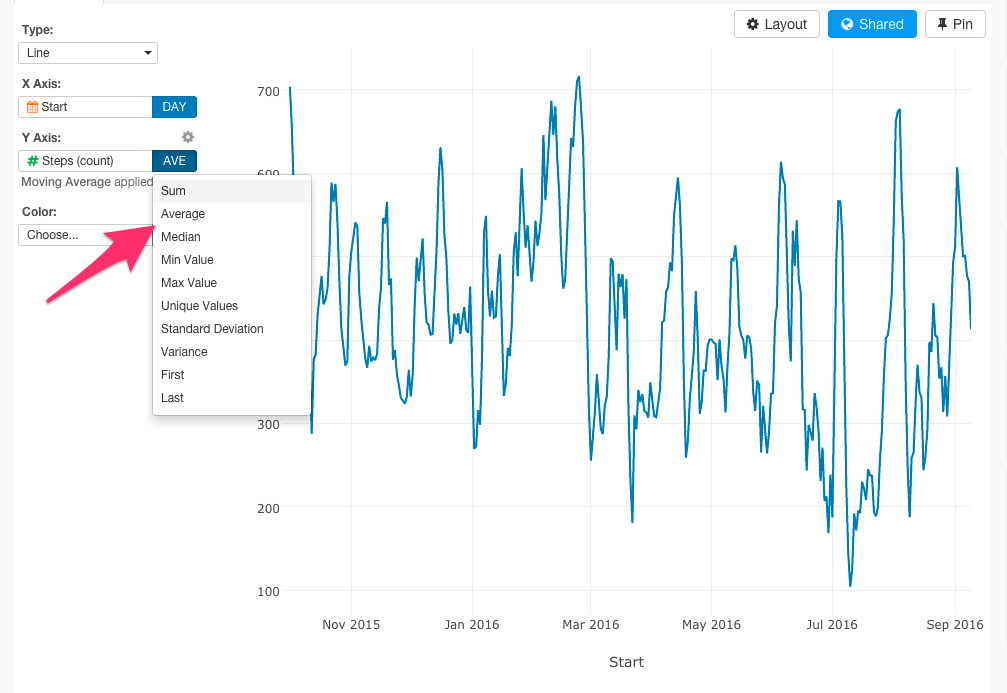 Type:
Line
X Axis:
Start DAY
Y Axis:
# Steps (count) AVE
Moving Average applied
Color:
Choose...
Sum
Average
Median
Min Value
Max Value
Unique Values
Standard Deviation
Variance
First
Last
Layout Shared Pin
700
600
300
200
100
Nov 2015 Jan 2016 Mar 2016 May 2016 Jul 2016 Sep 2016
Start